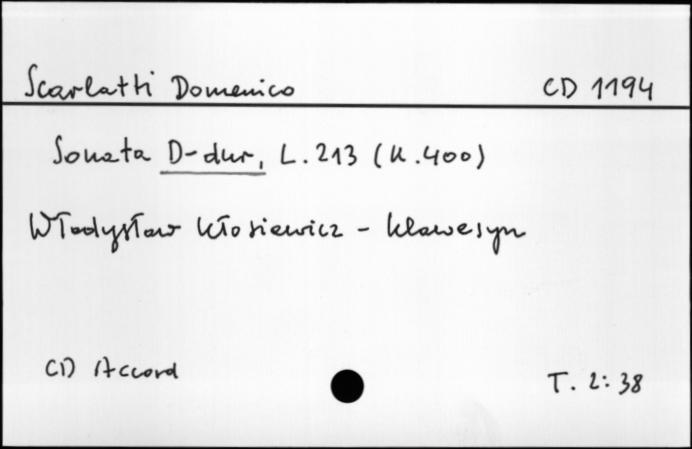 Scarlatti Domenico CD 1194
Sonata D-dur, L. 213 (K. 400)
Władysław Kłosiewicz - klawesyn
CD Accord T. 2:38